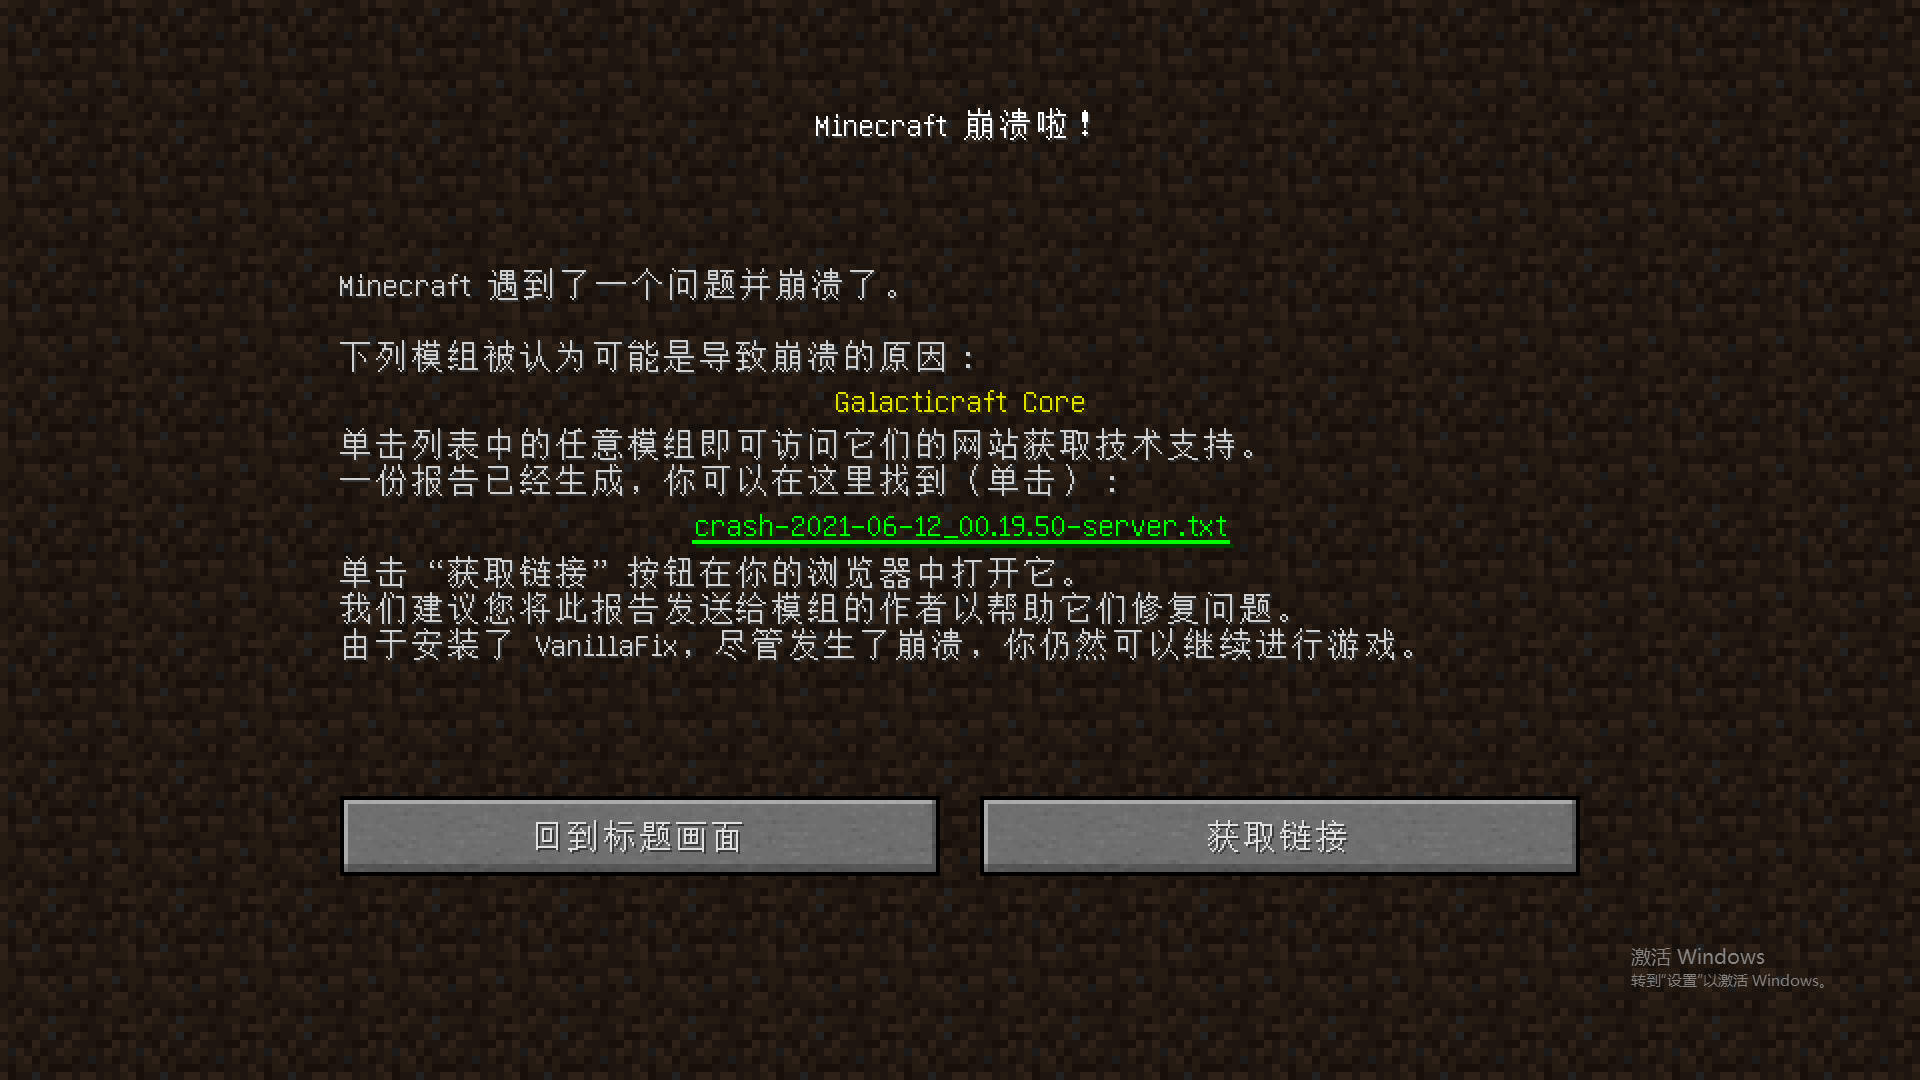 Minecraft 崩溃啦！
Minecraft 遇到了一个问题并崩溃了。
下列模组被认为可能是导致崩溃的原因：
Galacticraft Core
单击列表中的任意模组即可访问它们的网站获取技术支持。
一份报告已经生成，你可以在这里找到（单击）：
crash-2021-06-12_00.19.50-server.txt
单击 “获取链接” 按钮在你的浏览器中打开它。
我们建议您将此报告发送给模组的作者以帮助它们修复问题。
由于安装了 VanillaFix，尽管发生了崩溃，你仍然可以继续进行游戏。
回到标题画面
获取链接
激活 Windows
转到“设置”以激活 Windows。